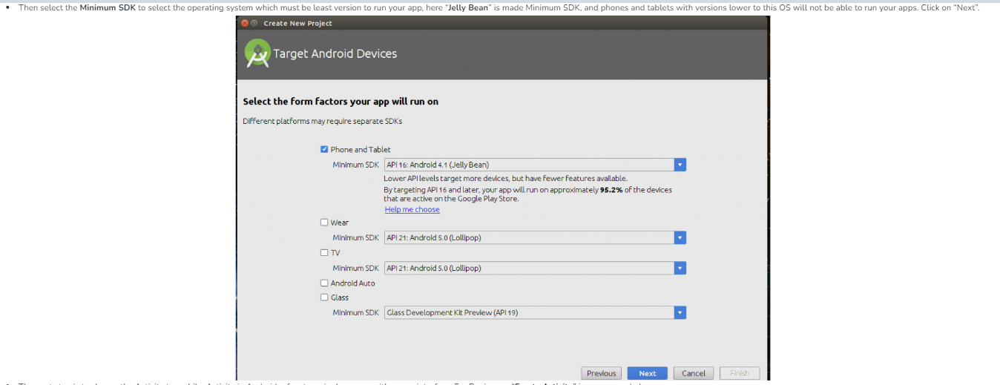 Then select the Minimum SDK to select the operating system which must be least version to run your app, here “Jelly Bean” is made Minimum SDK, and phones and tablets with versions lower to this OS will not be able to run your apps. Click on “Next”.
Create New Project
Target Android Devices
Select the form factors your app will run on
Different platforms may require separate SDKs
Phone and Tablet
Minimum SDK API 16: Android 4.1 (Jelly Bean)
Lower API levels target more devices, but have fewer features available.
By targeting API 16 and later, your app will run on approximately 95.2% of the devices
that are active on the Google Play Store.
Help me choose
Wear
Minimum SDK API 21: Android 5.0 (Lollipop)
TV
Minimum SDK API 21: Android 5.0 (Lollipop)
Android Auto
Glass
Minimum SDK Glass Development Kit Preview (API 19)
Previous Next Cancel Finish